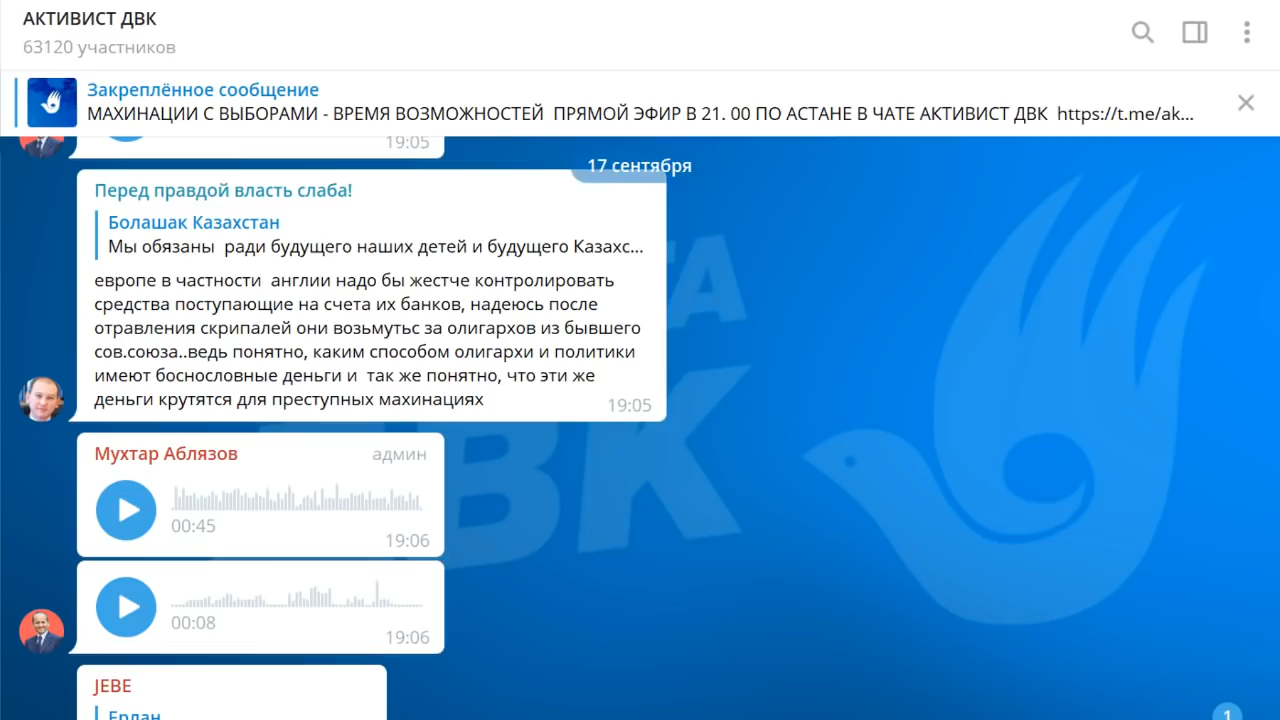 АКТИВИСТ ДВК
63120 участников
Закреплённое сообщение
МАХИНАЦИИ С ВЫБОРАМИ - ВРЕМЯ ВОЗМОЖНОСТЕЙ ПРЯМОЙ ЭФИР В 21. 00 ПО АСТАНЕ В ЧАТЕ АКТИВИСТ ДВК https://t.me/ak...
19:05
17 сентября
Перед правдой власть слаба!
Болашак Казахстан
Мы обязаны ради будущего наших детей и будущего Казахс...
европе в частности англии надо бы жестче контролировать
средства поступающие на счета их банков, надеюсь после
отравления скрипалей они возьмутьс за олигархов из бывшего
сов.союза..ведь понятно, каким способом олигархи и политики
имеют боснословные деньги и так же понятно, что эти же
деньги крутятся для преступных махинациях
19:05
Мухтар Аблязов админ
00:45
19:06
00:08
19:06
JEBE
Ерлан
1